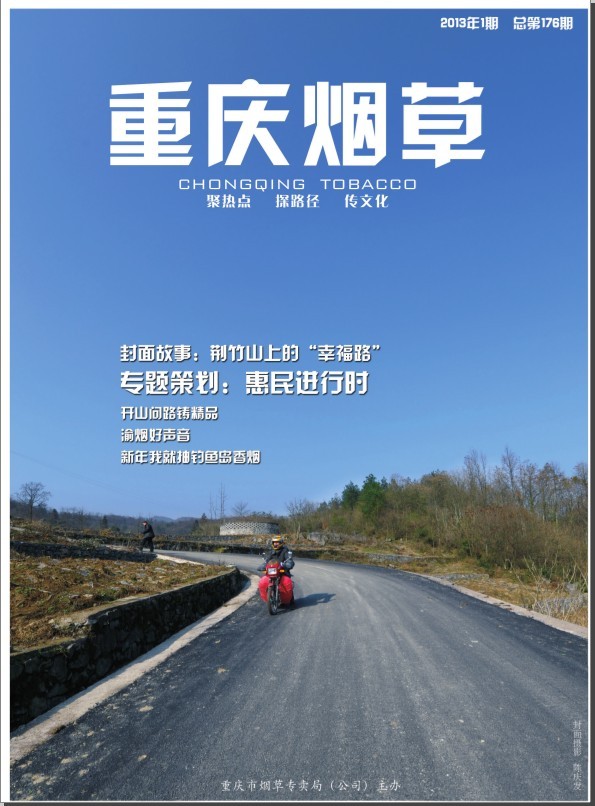 2013年1期 总第176期
重庆烟草
CHONGQING TOBACCO
聚热点 探路径 传文化
封面故事：荆竹山上的“幸福路”
专题策划：惠民进行时
开山问路铸精品
渝烟好声音
新年我就抽钓鱼岛香烟
封面摄影 陈庆发
重庆市烟草专卖局（公司）主办